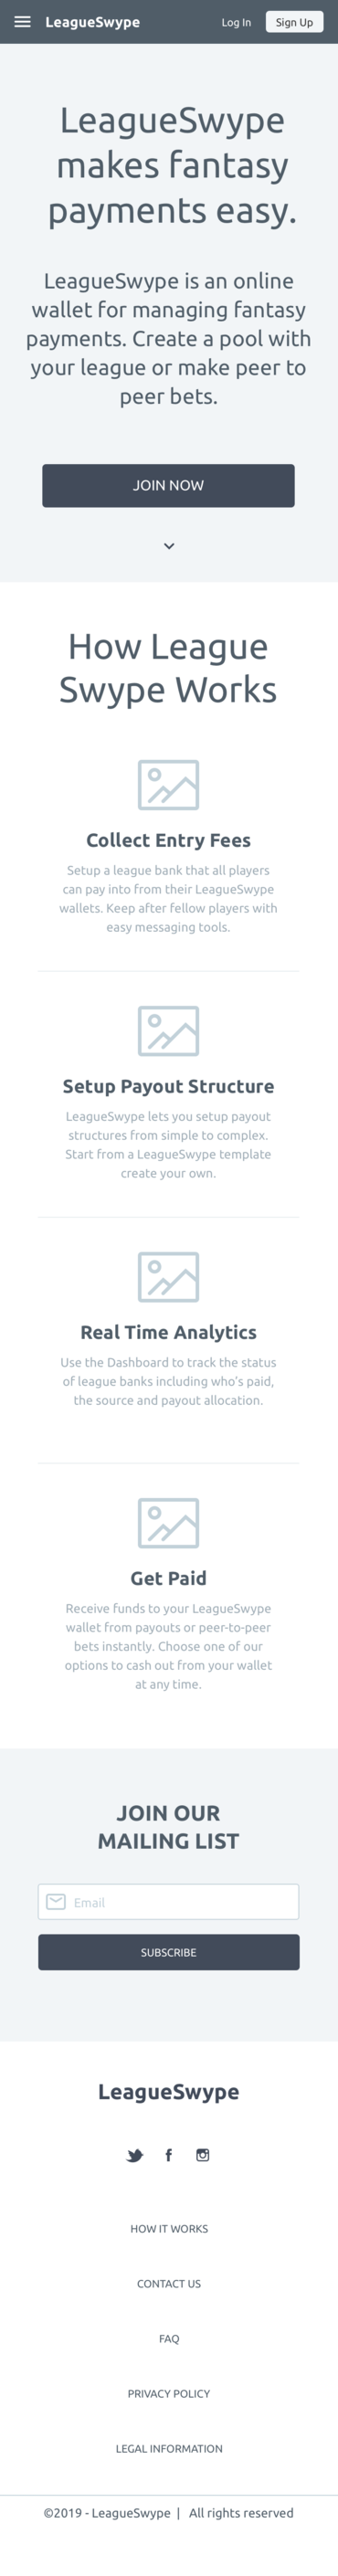 LeagueSwype Log In Sign Up
LeagueSwype
makes fantasy
payments easy.
LeagueSwype is an online
wallet for managing fantasy
payments. Create a pool with
your league or make peer to
peer bets.
JOIN NOW
How League
Swype Works
Collect Entry Fees
Setup a league bank that all players
can pay into from their LeagueSwype
wallets. Keep after fellow players with
easy messaging tools.
Setup Payout Structure
LeagueSwype lets you setup payout
structures from simple to complex.
Start from a LeagueSwype template
create your own.
Real Time Analytics
Use the Dashboard to track the status
of league banks including who's paid,
the source and payout allocation.
Get Paid
Receive funds to your LeagueSwype
wallet from payouts or peer-to-peer
bets instantly. Choose one of our
options to cash out from your wallet
at any time.
JOIN OUR
MAILING LIST
Email
SUBSCRIBE
LeagueSwype
HOW IT WORKS
CONTACT US
FAQ
PRIVACY POLICY
LEGAL INFORMATION
©2019 - LeagueSwype | All rights reserved